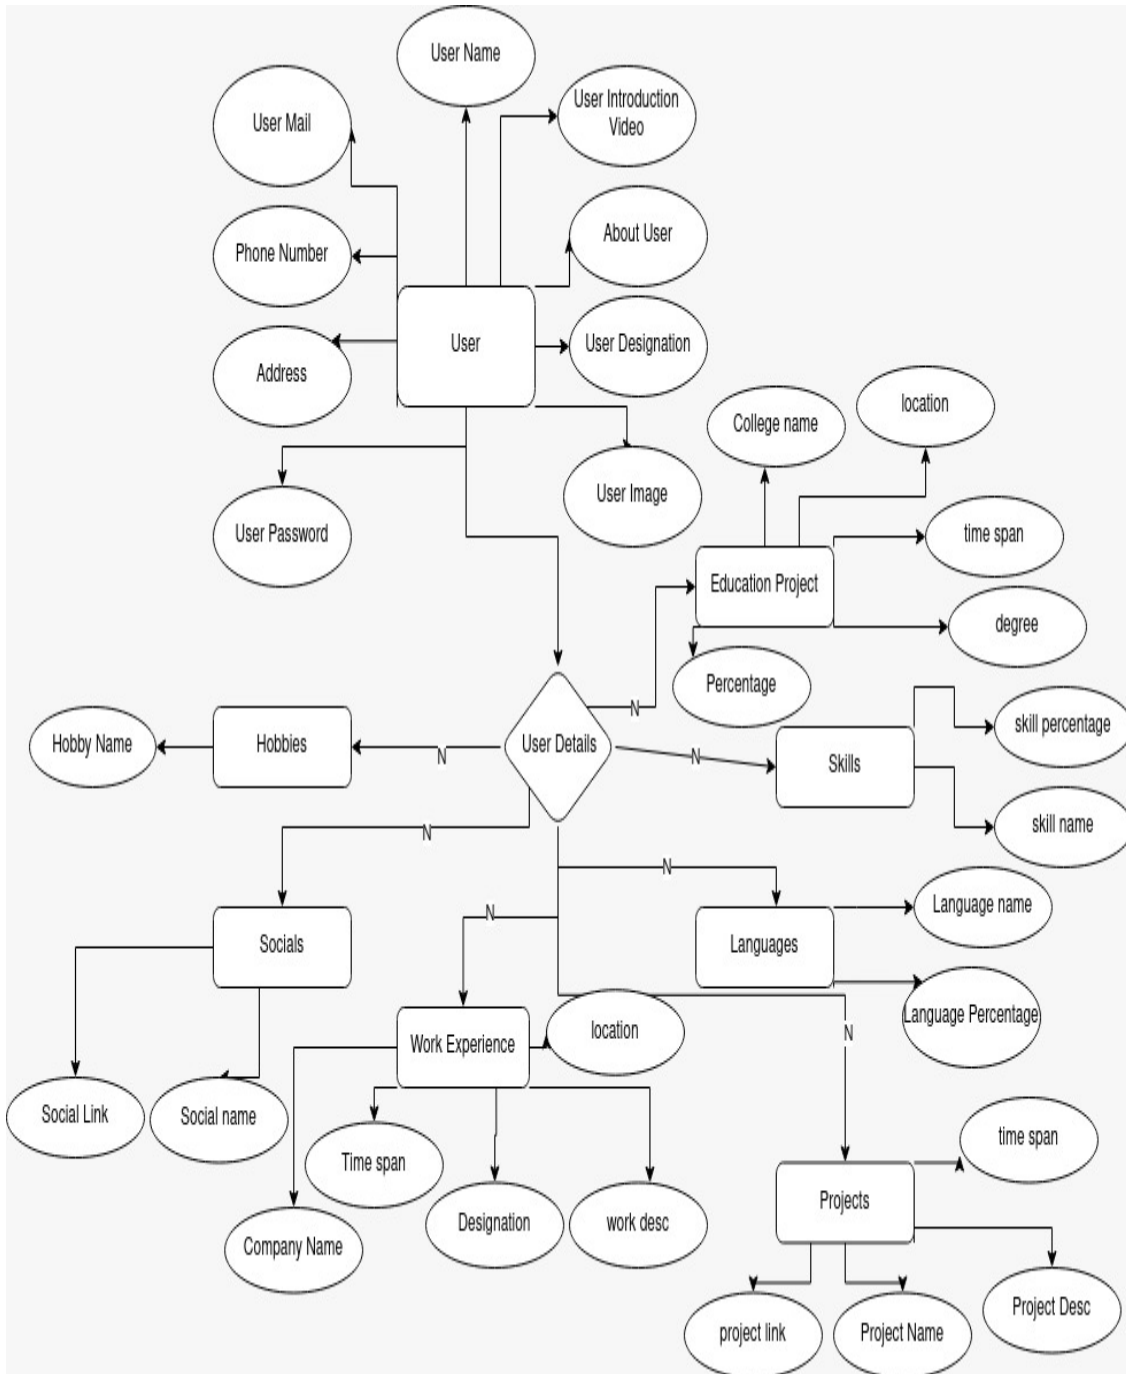 User Name
User Introduction
Video
User Mail
About User
Phone Number
User
User Designation
Address
College name
location
User Image
User Password
time span
Education Project
degree
Percentage
Hobby Name
Hobbies
N
User Details
N
N
Skills
skill percentage
skill name
N
N
N
Socials
Languages
Language name
Language Percentage
Work Experience
location
N
Social Link
Social name
Time span
Designation
work desc
Company Name
time span
Projects
project link
Project Name
Project Desc